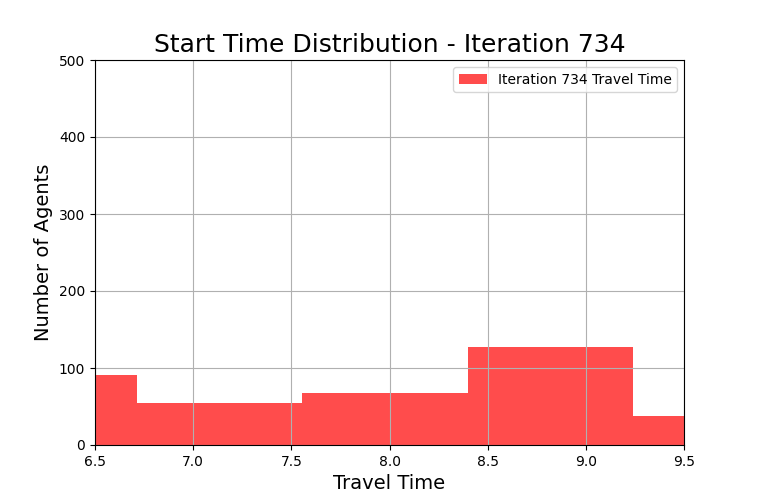 Start Time Distribution - Iteration 734
Iteration 734 Travel Time
Number of Agents
500
400
300
200
100
0
6.5 7.0 7.5 8.0 8.5 9.0 9.5
Travel Time